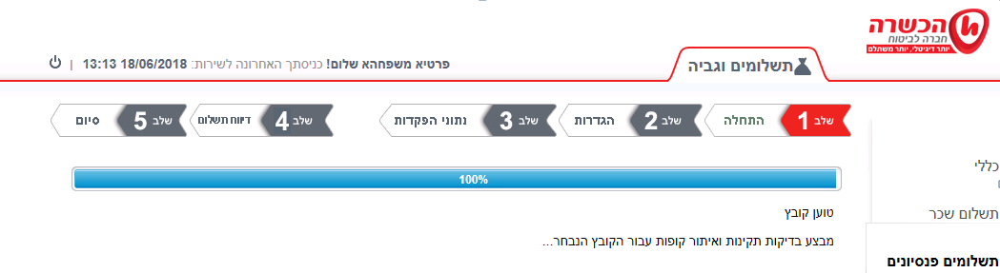 הכשרה
חברה לביטוח
יותר דיגיטלי, יותר משתלם
תשלומים וגביה
פרטיא משפחהא שלום! כניסתך האחרונה לשירות: 18/06/2018 13:13 |
שלב 1 התחלה
שלב 2 הגדרות
שלב 3 נתוני הפקדות
שלב 4 דיווח תשלום
שלב 5 סיום
100%
טוען קובץ
מבצע בדיקות תקינות ואיתור קופות עבור הקובץ הנבחר...
כללי
תשלום שכר
תשלומים פנסיונים